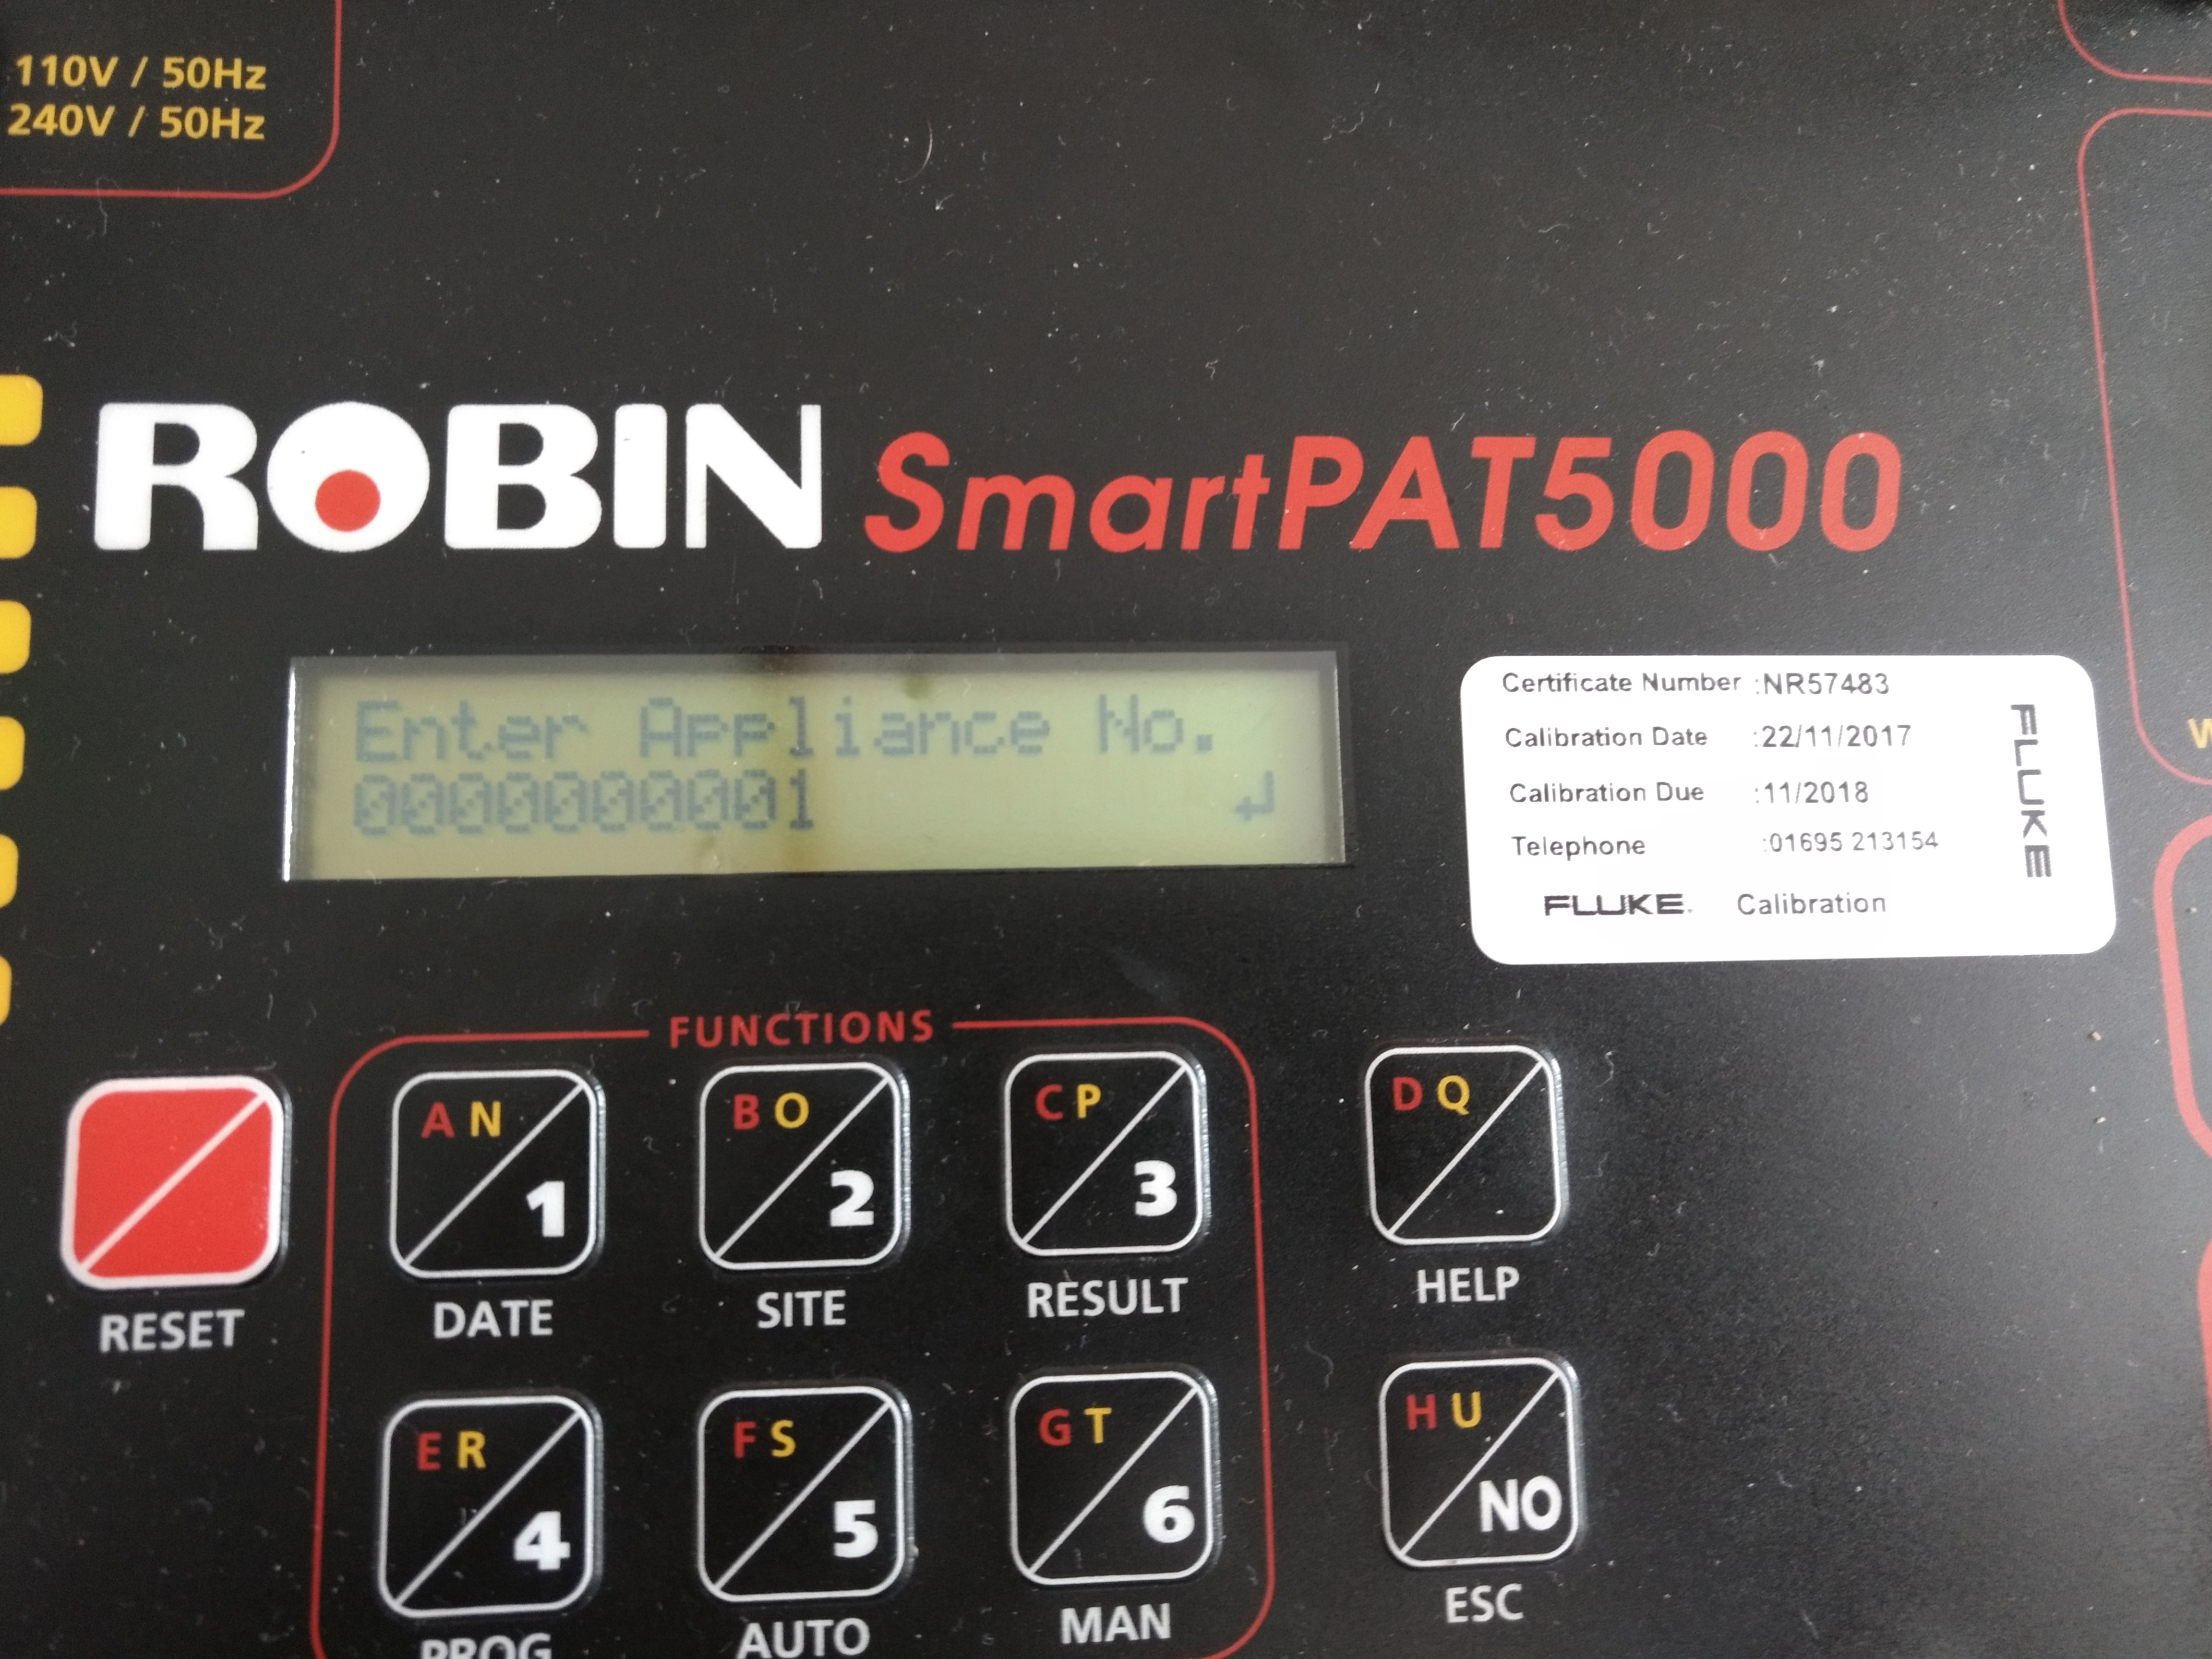 110V / 50Hz
240V / 50Hz
ROBIN SmartPAT5000
Enter Appliance No.
0000000001
Certificate Number :NR57483
Calibration Date :22/11/2017
Calibration Due :11/2018
Telephone :01695 213154
FLUKE. Calibration
FLUKE
W
FUNCTIONS
A N 1
B O 2
C P 3
D Q
RESET
DATE
SITE
RESULT
HELP
E R 4
F S 5
G T 6
H U NO
PROG
AUTO
MAN
ESC